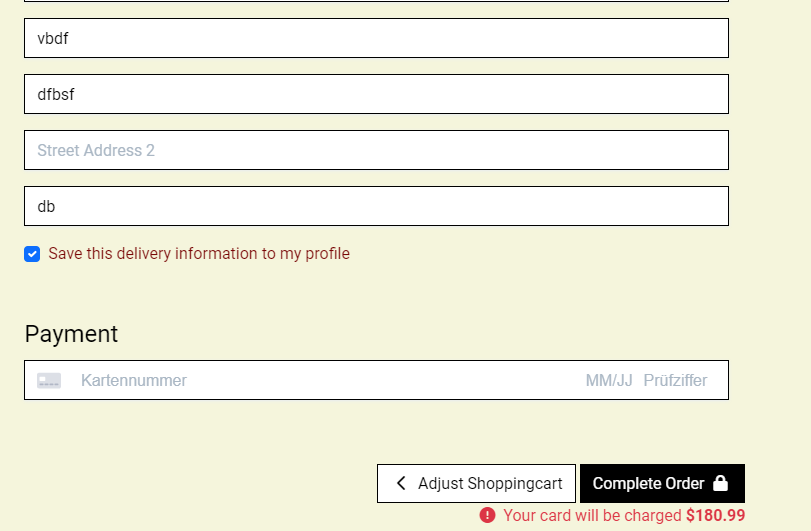 vbdf
dfbsf
Street Address 2
db
Save this delivery information to my profile
Payment
Kartennummer MM/JJ Prüfziffer
Adjust Shoppingcart Complete Order
Your card will be charged $180.99